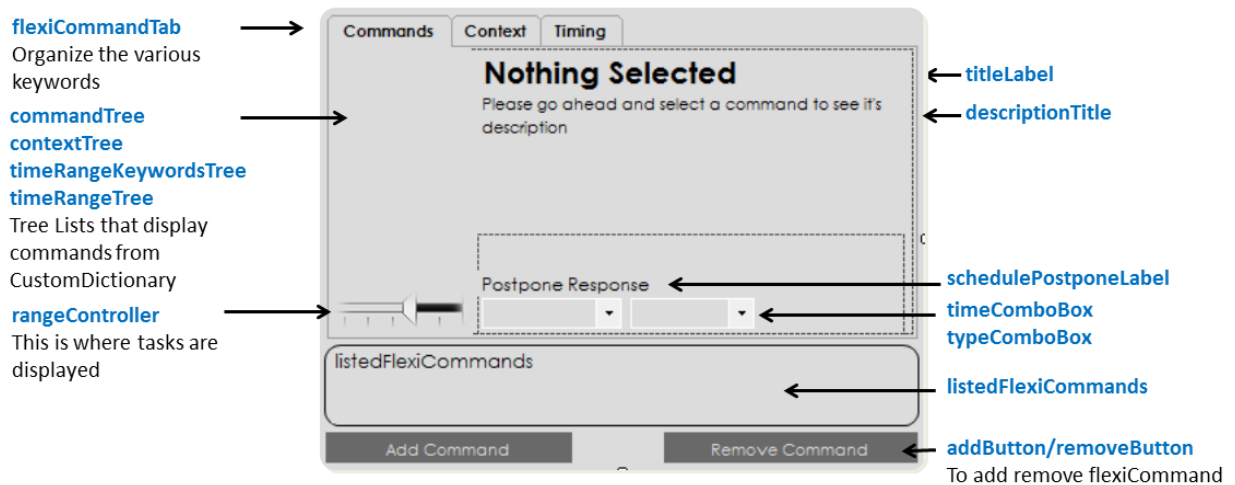 flexiCommandTab
Organize the various
keywords
commandTree
contextTree
timeRangeKeywordsTree
timeRangeTree
Tree Lists that display
commands from
CustomDictionary
rangeController
This is where tasks are
displayed
Commands Context Timing
Nothing Selected
Please go ahead and select a command to see it's
description
Postpone Response
listedFlexiCommands
Add Command Remove Command
titleLabel
descriptionTitle
schedulePostponeLabel
timeComboBox
typeComboBox
listedFlexiCommands
addButton/removeButton
To add remove flexiCommand